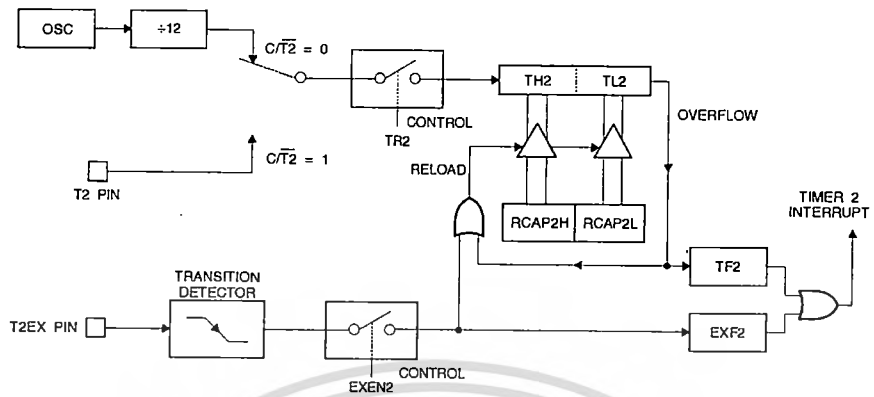 OSC
÷12
C/T2 = 0
TH2
TL2
OVERFLOW
CONTROL
TR2
C/T2 = 1
T2 PIN
RELOAD
RCAP2H
RCAP2L
TIMER 2
INTERRUPT
TRANSITION
DETECTOR
TF2
T2EX PIN
EXF2
CONTROL
EXEN2